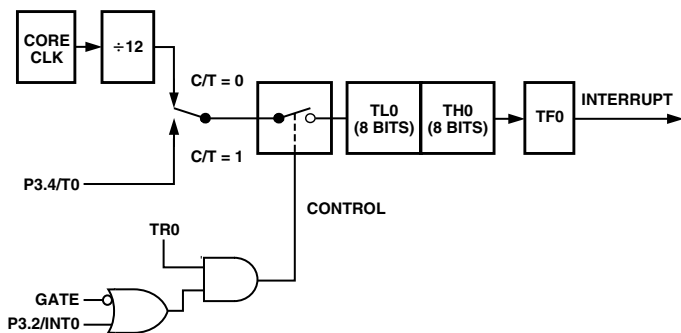 CORE
CLK
÷12
C/T = 0
C/T = 1
P3.4/T0
TL0
(8 BITS)
TH0
(8 BITS)
TF0
INTERRUPT
CONTROL
TR0
GATE
P3.2/INT0